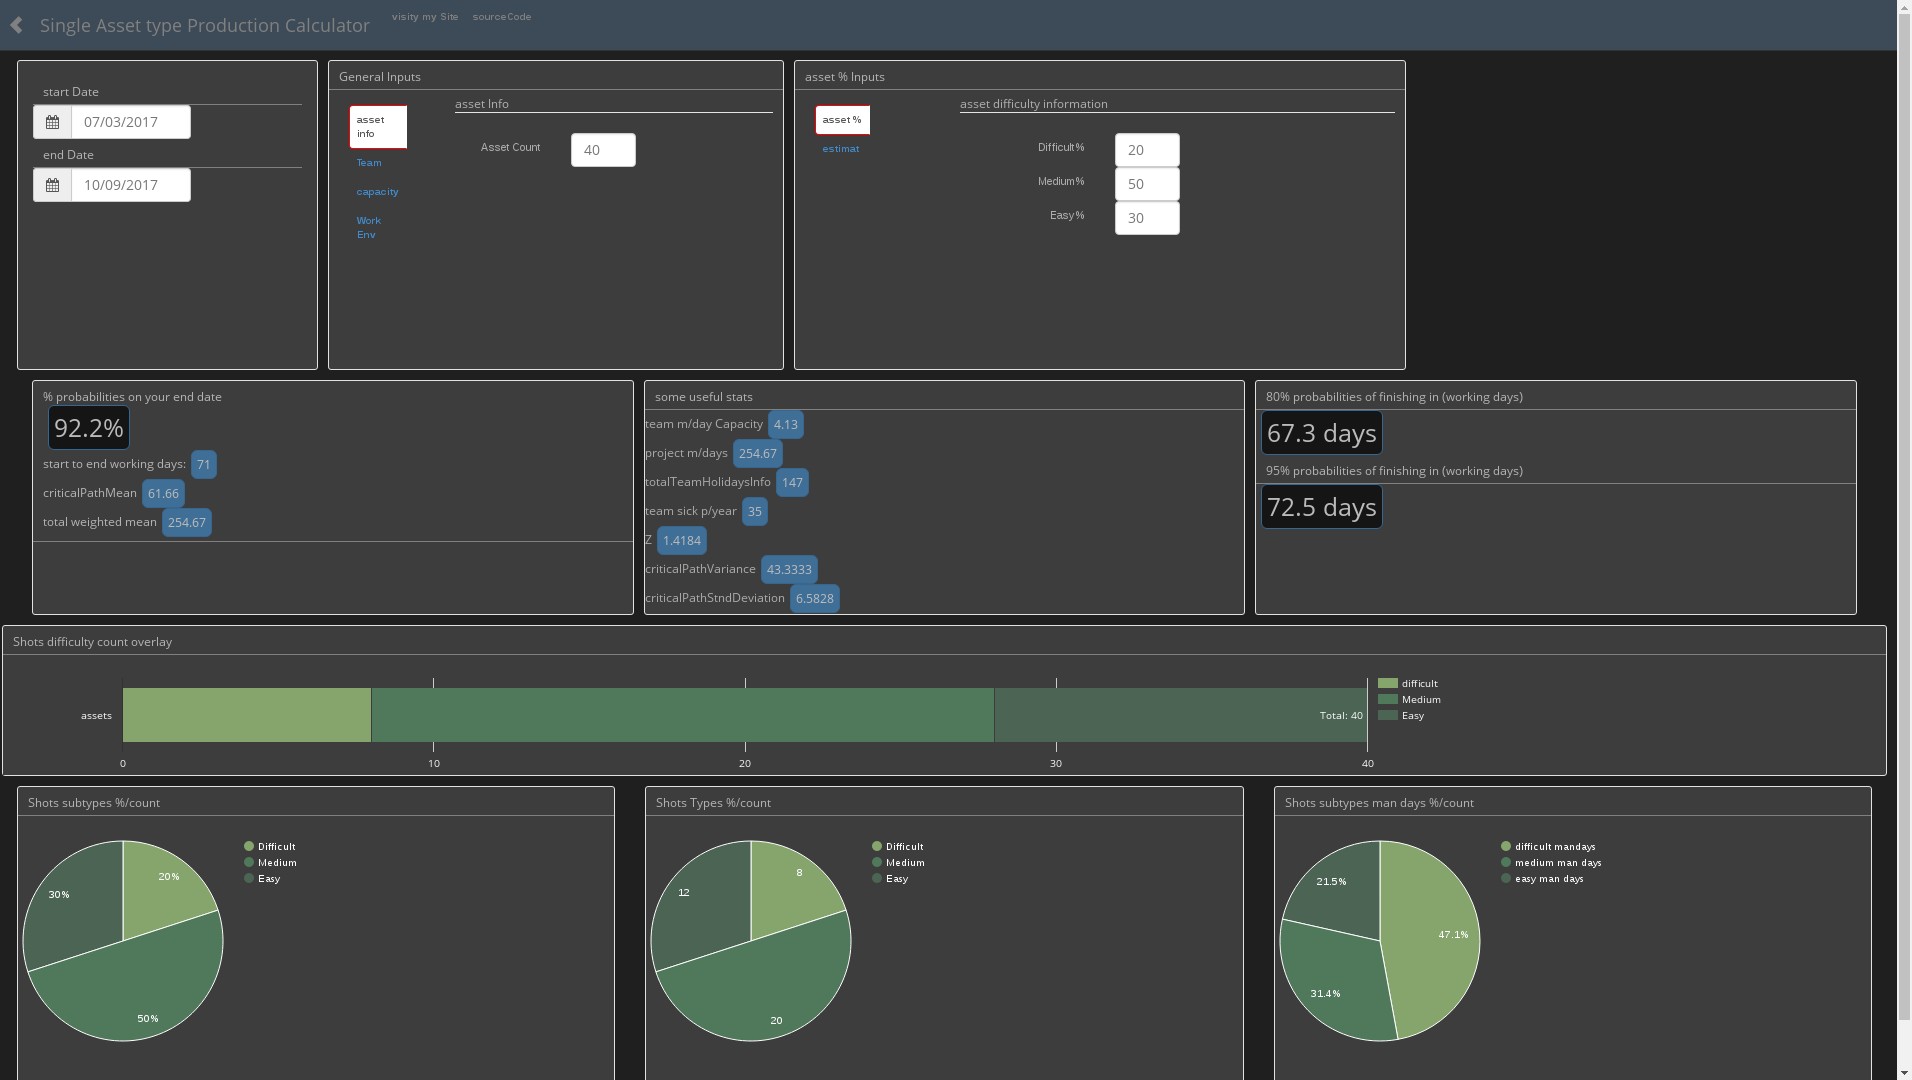 Single Asset type Production Calculator
visity my Site
sourceCode
start Date
07/03/2017
end Date
10/09/2017
General Inputs
asset
info
Team
capacity
Work
Env
asset Info
Asset Count
40
asset % Inputs
asset %
estimat
asset difficulty information
Difficult%
20
Medium%
50
Easy%
30
% probabilities on your end date
92.2%
start to end working days: 71
criticalPathMean 61.66
total weighted mean 254.67
some useful stats
team m/day Capacity 4.13
project m/days 254.67
totalTeamHolidaysInfo 147
team sick p/year 35
Z 1.4184
criticalPathVariance 43.3333
criticalPathStndDeviation 6.5828
80% probabilities of finishing in (working days)
67.3 days
95% probabilities of finishing in (working days)
72.5 days
Shots difficulty count overlay
assets
Total: 40
0 10 20 30 40
difficult
Medium
Easy
Shots subtypes %/count
20%
30%
50%
Difficult
Medium
Easy
Shots Types %/count
8
12
20
Difficult
Medium
Easy
Shots subtypes man days %/count
21.5%
47.1%
31.4%
difficult mandays
medium man days
easy man days